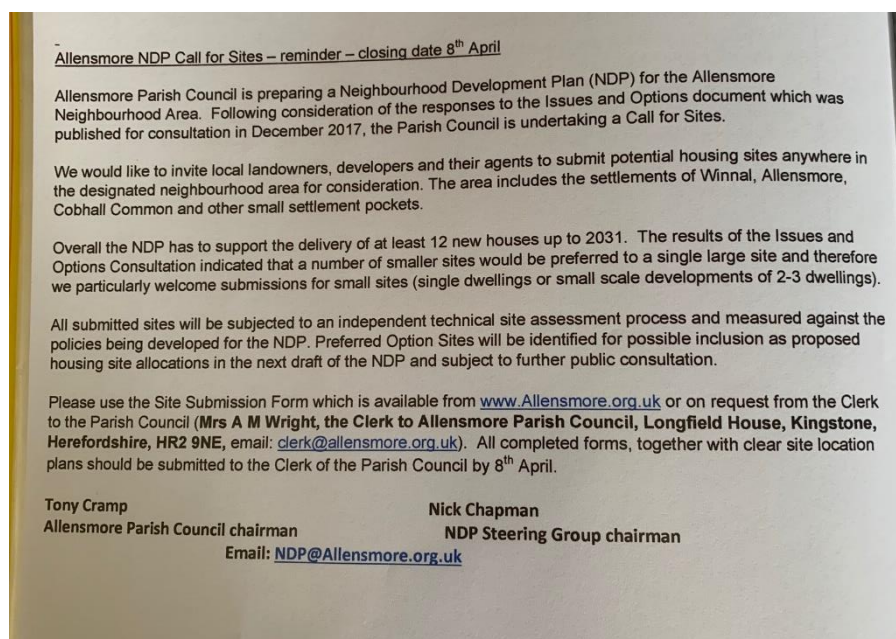 -
Allensmore NDP Call for Sites – reminder – closing date 8th April
Allensmore Parish Council is preparing a Neighbourhood Development Plan (NDP) for the Allensmore
Neighbourhood Area. Following consideration of the responses to the Issues and Options document which was
published for consultation in December 2017, the Parish Council is undertaking a Call for Sites.
We would like to invite local landowners, developers and their agents to submit potential housing sites anywhere in
the designated neighbourhood area for consideration. The area includes the settlements of Winnal, Allensmore,
Cobhall Common and other small settlement pockets.
Overall the NDP has to support the delivery of at least 12 new houses up to 2031. The results of the Issues and
Options Consultation indicated that a number of smaller sites would be preferred to a single large site and therefore
we particularly welcome submissions for small sites (single dwellings or small scale developments of 2-3 dwellings).
All submitted sites will be subjected to an independent technical site assessment process and measured against the
policies being developed for the NDP. Preferred Option Sites will be identified for possible inclusion as proposed
housing site allocations in the next draft of the NDP and subject to further public consultation.
Please use the Site Submission Form which is available from www.Allensmore.org.uk or on request from the Clerk
to the Parish Council (Mrs A M Wright, the Clerk to Allensmore Parish Council, Longfield House, Kingstone,
Herefordshire, HR2 9NE, email: clerk@allensmore.org.uk). All completed forms, together with clear site location
plans should be submitted to the Clerk of the Parish Council by 8th April.
Tony Cramp Nick Chapman
Allensmore Parish Council chairman NDP Steering Group chairman
Email: NDP@Allensmore.org.uk